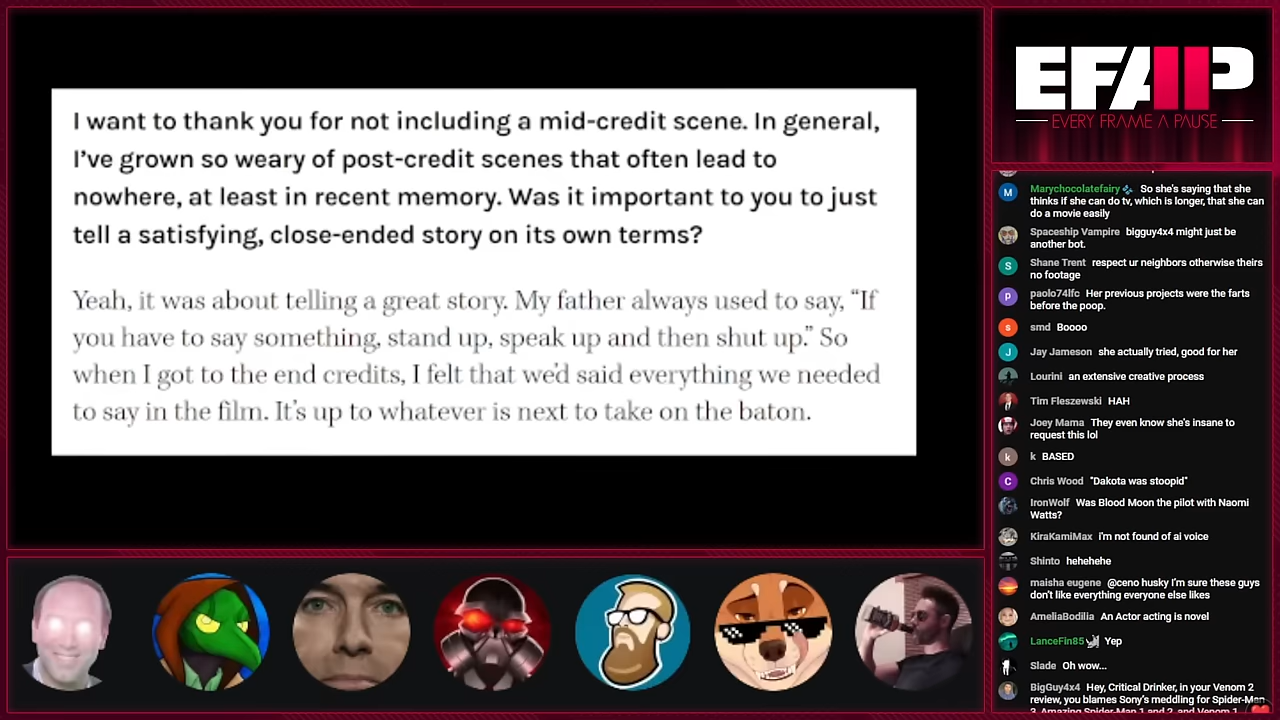 I want to thank you for not including a mid-credit scene. In general,
I've grown so weary of post-credit scenes that often lead to
nowhere, at least in recent memory. Was it important to you to just
tell a satisfying, close-ended story on its own terms?
Yeah, it was about telling a great story. My father always used to say, “If
you have to say something, stand up, speak up and then shut up.” So
when I got to the end credits, I felt that we'd said everything we needed
to say in the film. It's up to whatever is next to take on the baton.
EFAP
EVERY FRAME A PAUSE
M
Marychocolatefairy So she's saying that she
thinks if she can do tv, which is longer, that she can
do a movie easily
Spaceship Vampire bigguy4x4 might just be
another bot.
S
Shane Trent respect ur neighbors otherwise theirs
no footage
p
paolo74lfc Her previous projects were the farts
before the poop.
s
smd Boooo
J
Jay Jameson she actually tried, good for her
Lourini an extensive creative process
Tim Fleszewski HAH
Joey Mama They even know she's insane to
request this lol
k
k BASED
C
Chris Wood "Dakota was stoopid"
IronWolf Was Blood Moon the pilot with Naomi
Watts?
KiraKamiMax i'm not found of ai voice
Shinto hehehehe
maisha eugene @ceno husky I'm sure these guys
don't like everything everyone else likes
AmeliaBodilia An Actor acting is novel
LanceFin85 Yep
Slade Oh wow...
BigGuy4x4 Hey, Critical Drinker, in your Venom 2
review, you blames Sony's meddling for Spider-Man
3, Amazing Spider-Man 1 and 2, and Venom 1